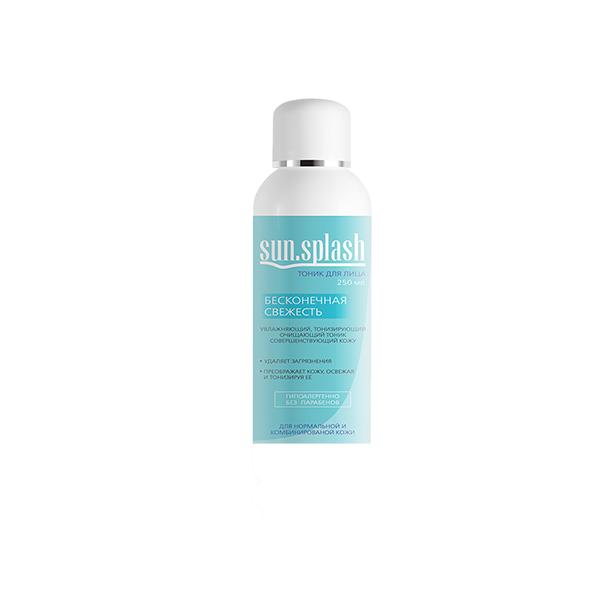 sun.splash
ТОНИК ДЛЯ ЛИЦА
250 мл
БЕСКОНЕЧНАЯ
СВЕЖЕСТЬ
УВЛАЖНЯЮЩИЙ, ТОНИЗИРУЮЩИЙ
ОЧИЩАЮЩИЙ ТОНИК
СОВЕРШЕНСТВУЮЩИЙ КОЖУ
• УДАЛЯЕТ ЗАГРЯЗНЕНИЯ
• ПРЕОБРАЖАЕТ КОЖУ, ОСВЕЖАЯ
И ТОНИЗИРУЯ ЕЕ
ГИПОАЛЕРГЕННО
БЕЗ ПАРАБЕНОВ
ДЛЯ НОРМАЛЬНОЙ И
КОМБИНИРОВАНОЙ КОЖИ